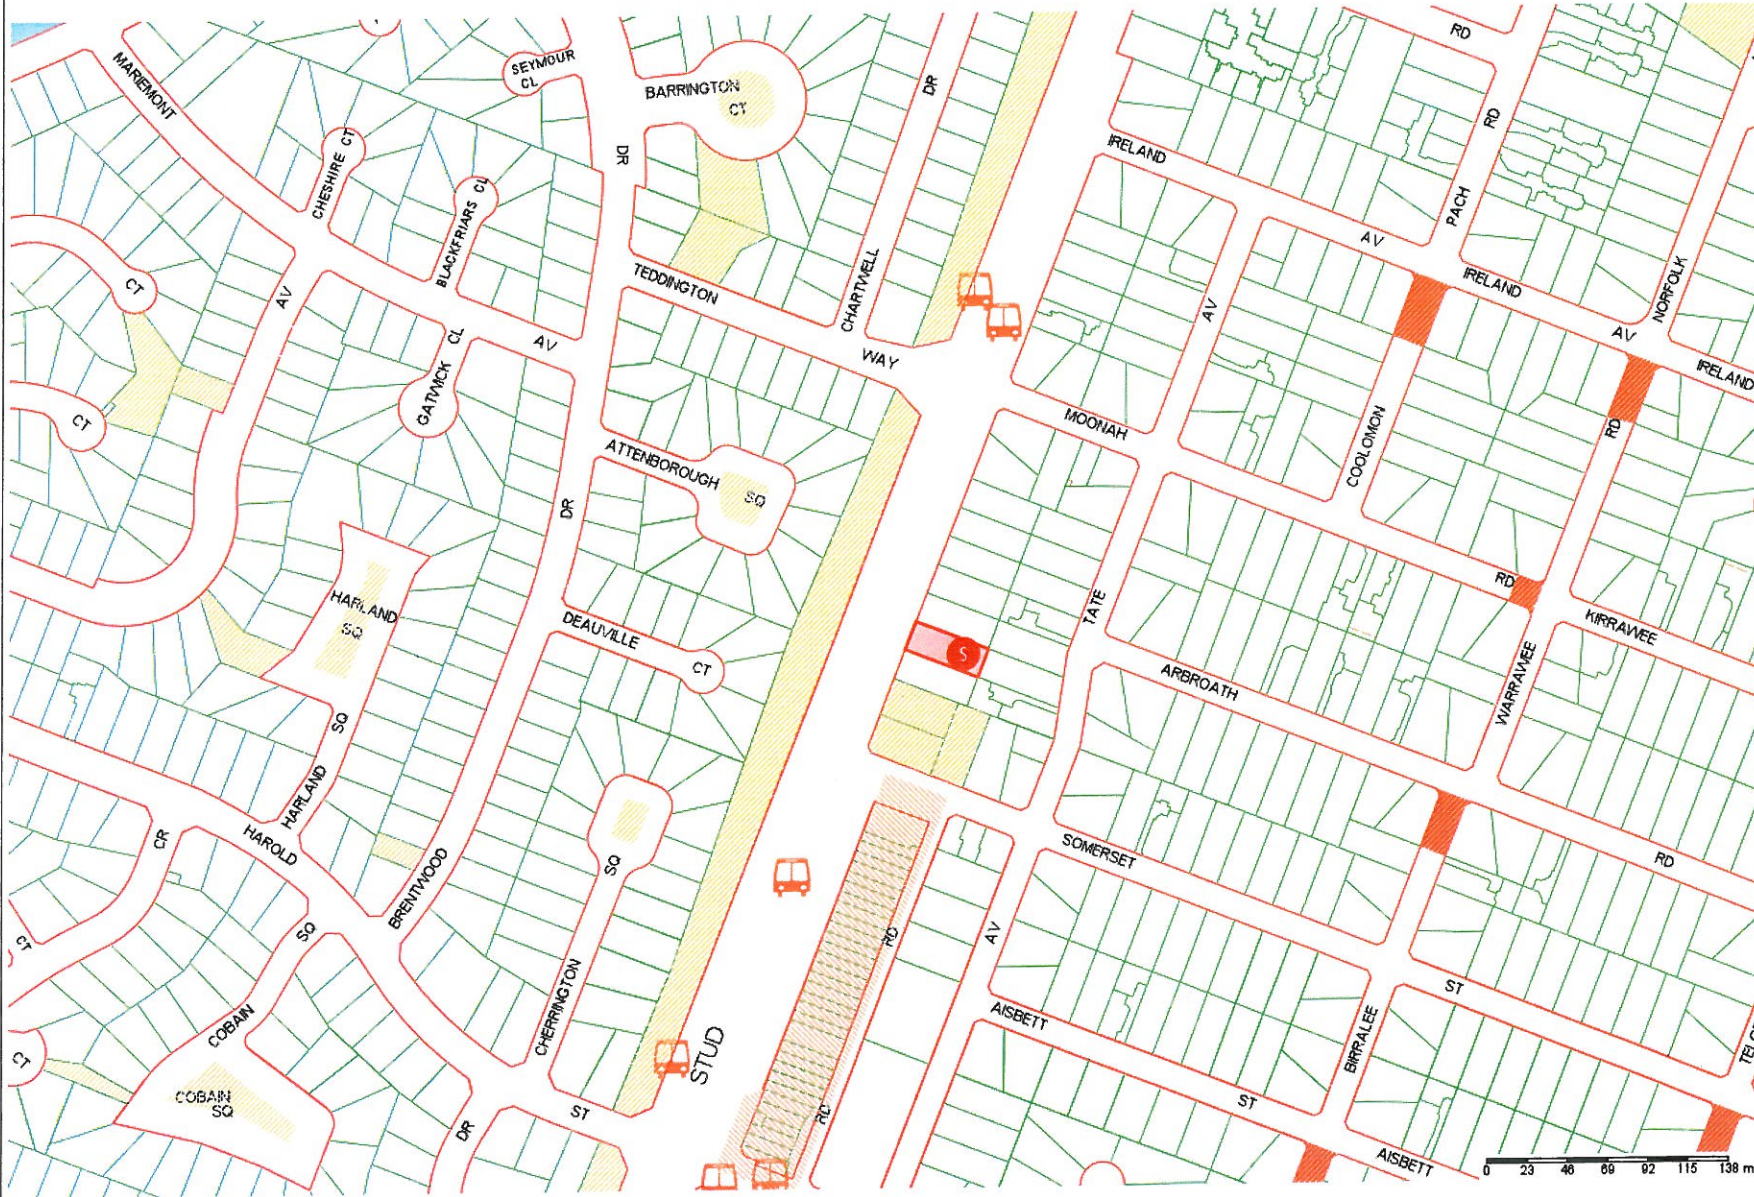 RD
MARIEMONT
SEYMOUR
CL
BARRINGTON
CT
DR
RD
IRELAND
CHESHIRE CT
DR
BLACKFRIARS CL
PACH
AV
CT
AV
TEDDINGTON
CHARTWELL
IRELAND
NORFOLK
AV
CL
AV
WAY
AV
IRELAND
GATWICK
CT
MOONAH
COOLOMON
RD
ATTENBOROUGH
SQ
DR
HARLAND
SQ
DEAUVILLE
CT
TATE
S
RD
KIRRAWEE
ARBROATH
WARRAWEE
SQ
HARLAND
HAROLD
CR
BRENTWOOD
SQ
SOMERSET
RD
CT
SQ
RD
AV
CHERRINGTON
ST
COBAIN
AISBETT
BIRRALEE
STUD
CT
COBAIN
SQ
ST
DR
RD
ST
AISBETT
0 23 46 69 92 115 138 m